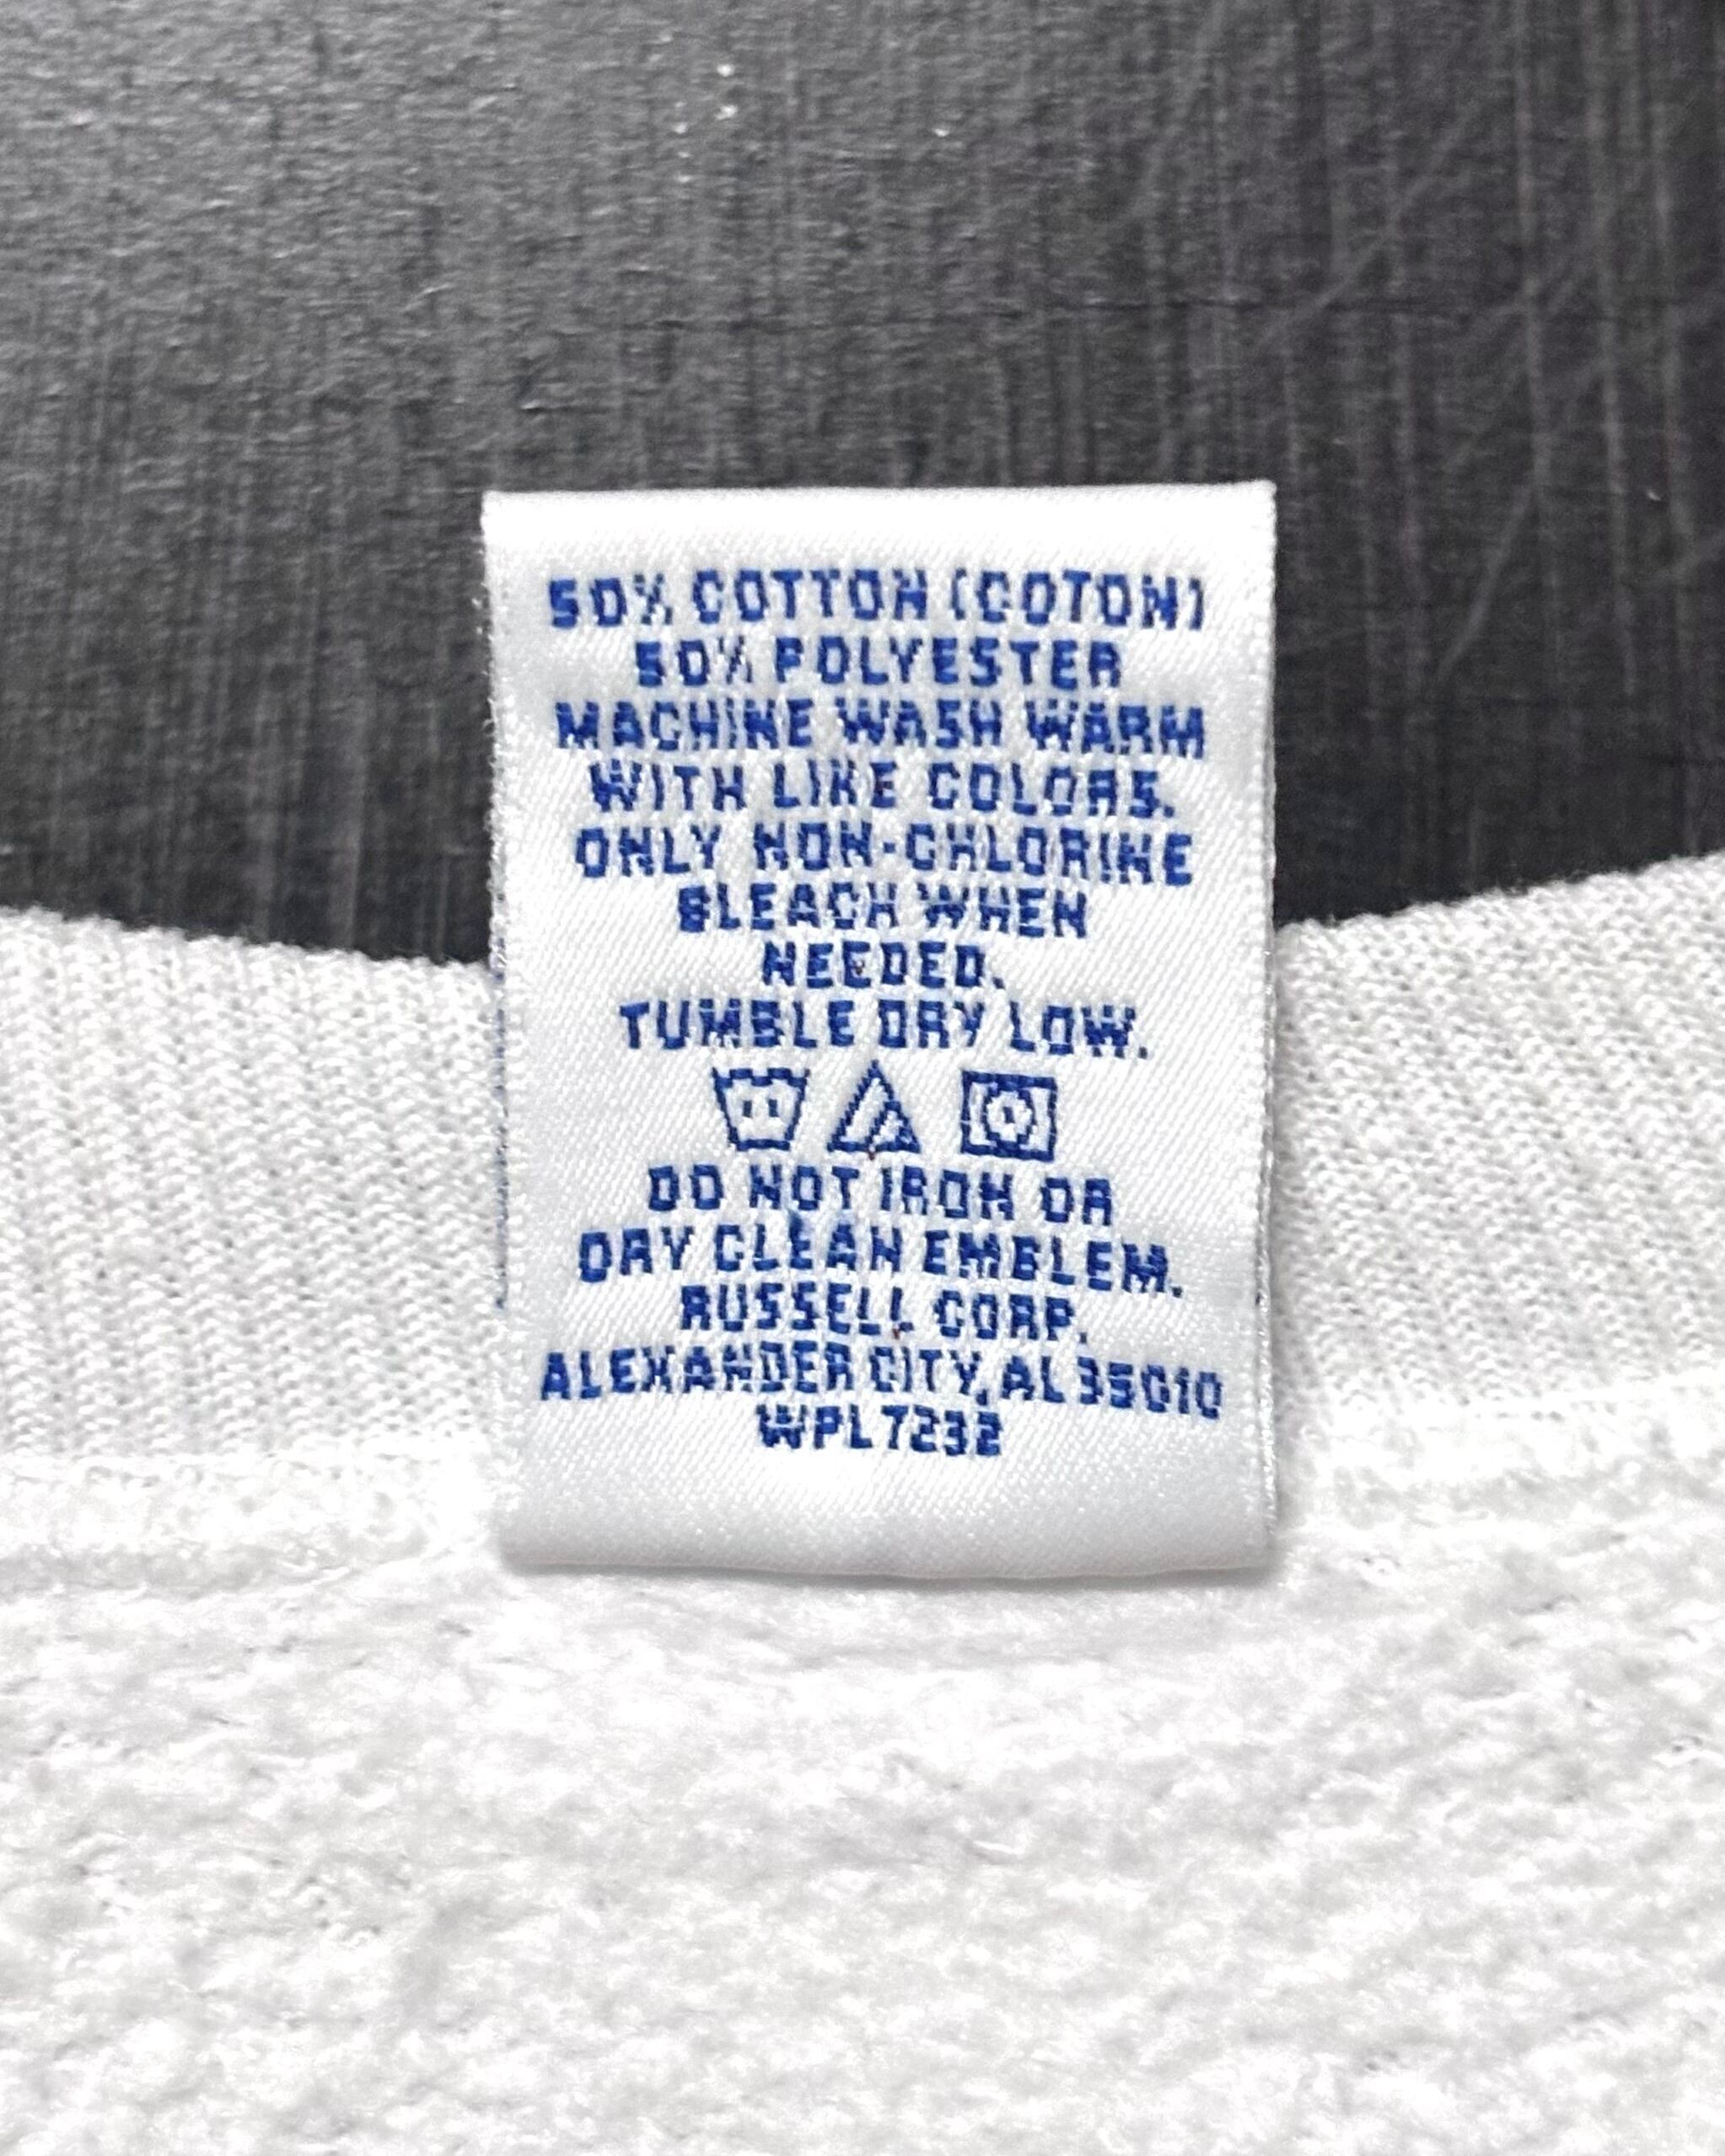 50% COTTON (COTON)
50% POLYESTER
MACHINE WASH WARM
WITH LIKE COLORS.
ONLY NON-CHLORINE
BLEACH WHEN
NEEDED.
TUMBLE DRY LOW.
DO NOT IRON OR
DRY CLEAN EMBLEM.
RUSSELL CORP.
ALEXANDER CITY, AL 35010
WPL 7232